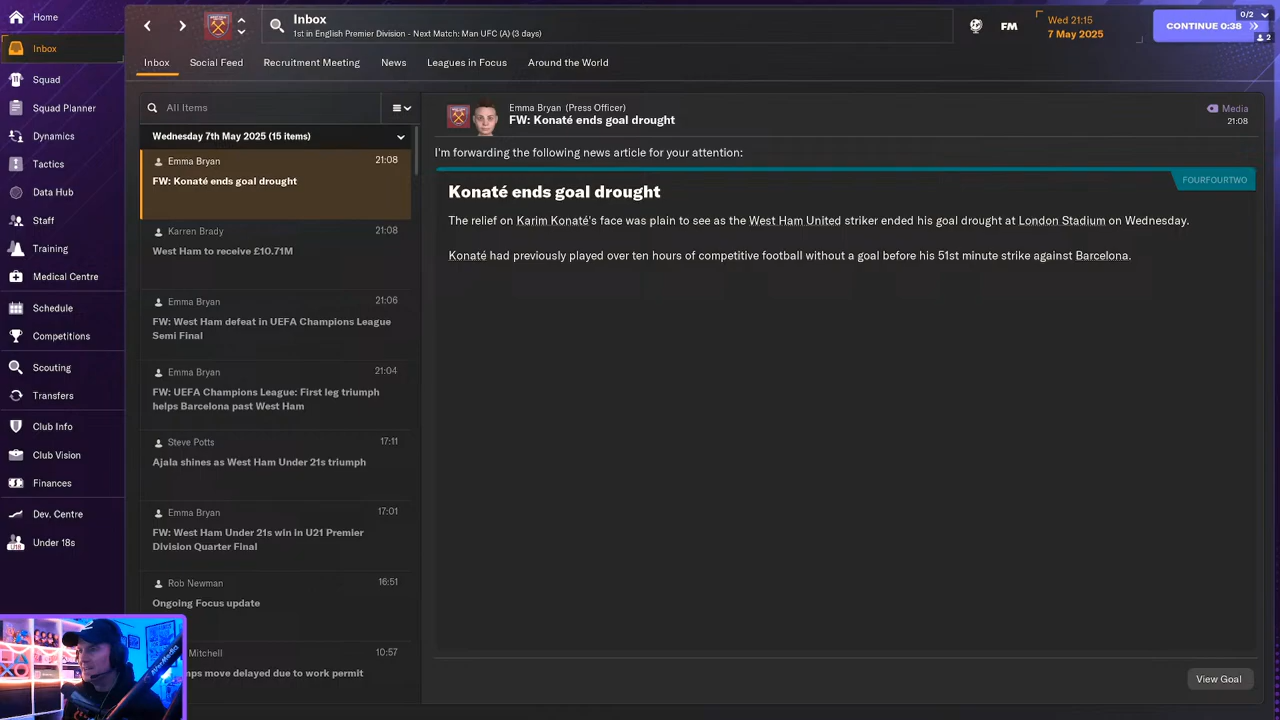 Home
Inbox
Squad
Squad Planner
Dynamics
Tactics
Data Hub
Staff
Training
Medical Centre
Schedule
Competitions
Scouting
Transfers
Club Info
Club Vision
Finances
Dev. Centre
Under 18s
Inbox
1st in English Premier Division - Next Match: Man UFC (A) (3 days)
FM
Wed 21:15
7 May 2025
CONTINUE 0:38
0/2
2
Inbox
Social Feed
Recruitment Meeting
News
Leagues in Focus
Around the World
All Items
Wednesday 7th May 2025 (15 items)
Emma Bryan 21:08
FW: Konaté ends goal drought
Karren Brady 21:08
West Ham to receive £10.71M
Emma Bryan 21:06
FW: West Ham defeat in UEFA Champions League
Semi Final
Emma Bryan 21:04
FW: UEFA Champions League: First leg triumph
helps Barcelona past West Ham
Steve Potts 17:11
Ajala shines as West Ham Under 21s triumph
Emma Bryan 17:01
FW: West Ham Under 21s win in U21 Premier
Division Quarter Final
Rob Newman 16:51
Ongoing Focus update
Mitchell 10:57
move delayed due to work permit
Emma Bryan (Press Officer)
FW: Konaté ends goal drought
Media
21:08
I'm forwarding the following news article for your attention:
FOURFOURTWO
Konaté ends goal drought
The relief on Karim Konaté's face was plain to see as the West Ham United striker ended his goal drought at London Stadium on Wednesday.
Konaté had previously played over ten hours of competitive football without a goal before his 51st minute strike against Barcelona.
View Goal
AVerMedia